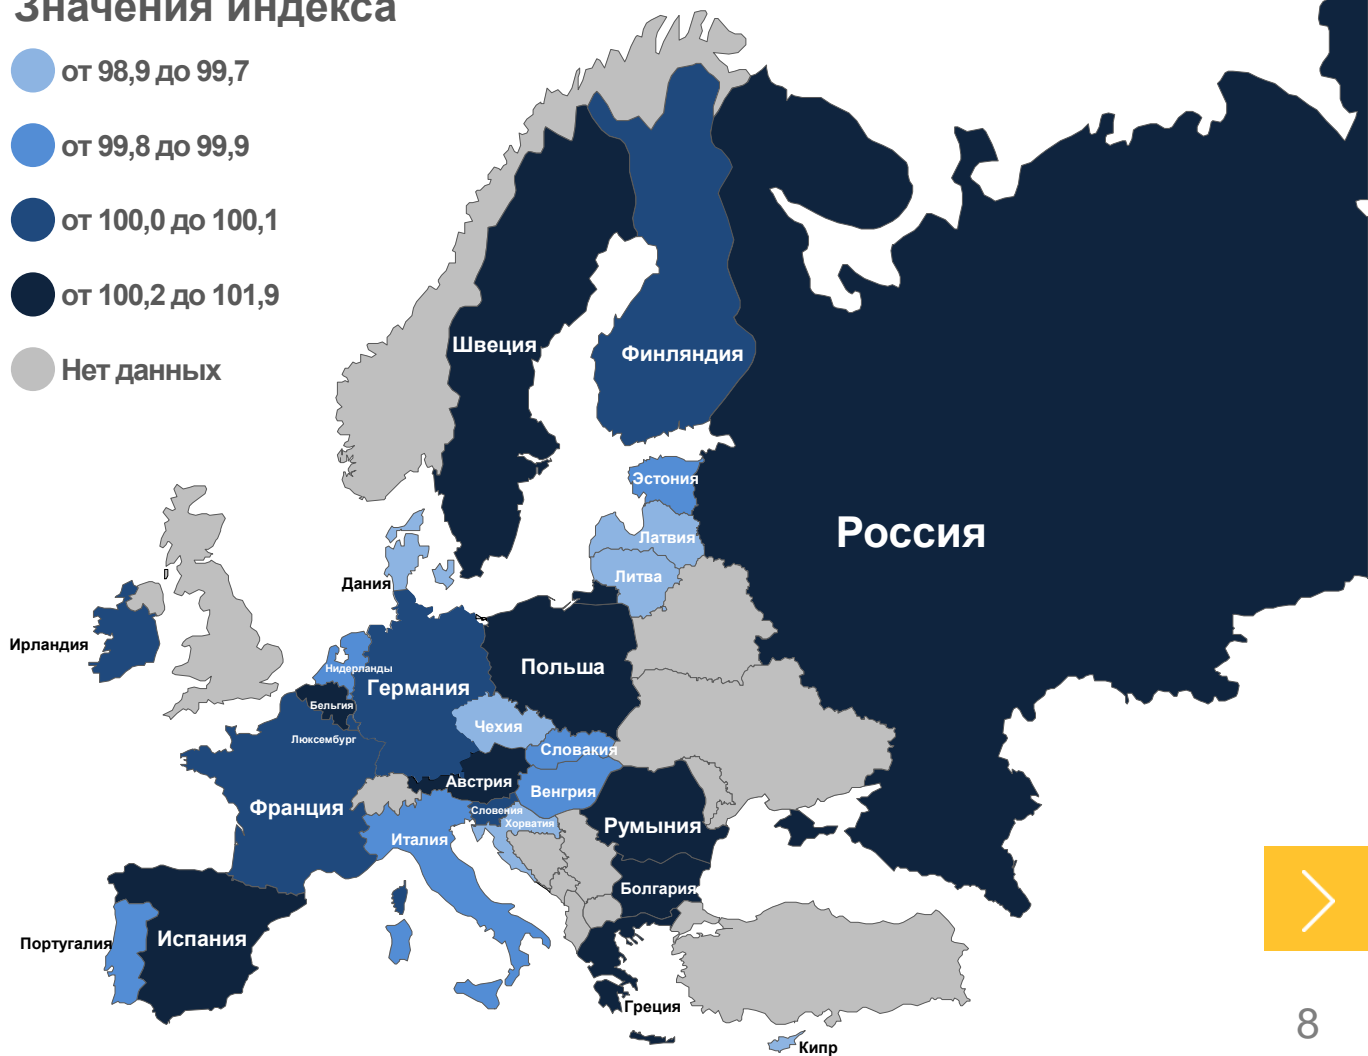 Значения индекса
от 98,9 до 99,7
от 99,8 до 99,9
от 100,0 до 100,1
от 100,2 до 101,9
Нет данных
Швеция
Финляндия
Эстония
Россия
Латвия
Литва
Дания
Ирландия
Нидерланды
Польша
Германия
Бельгия
Чехия
Люксембург
Словакия
Австрия
Венгрия
Франция
Словения
Хорватия
Румыния
Италия
Болгария
Испания
Португалия
Греция
8
Кипр